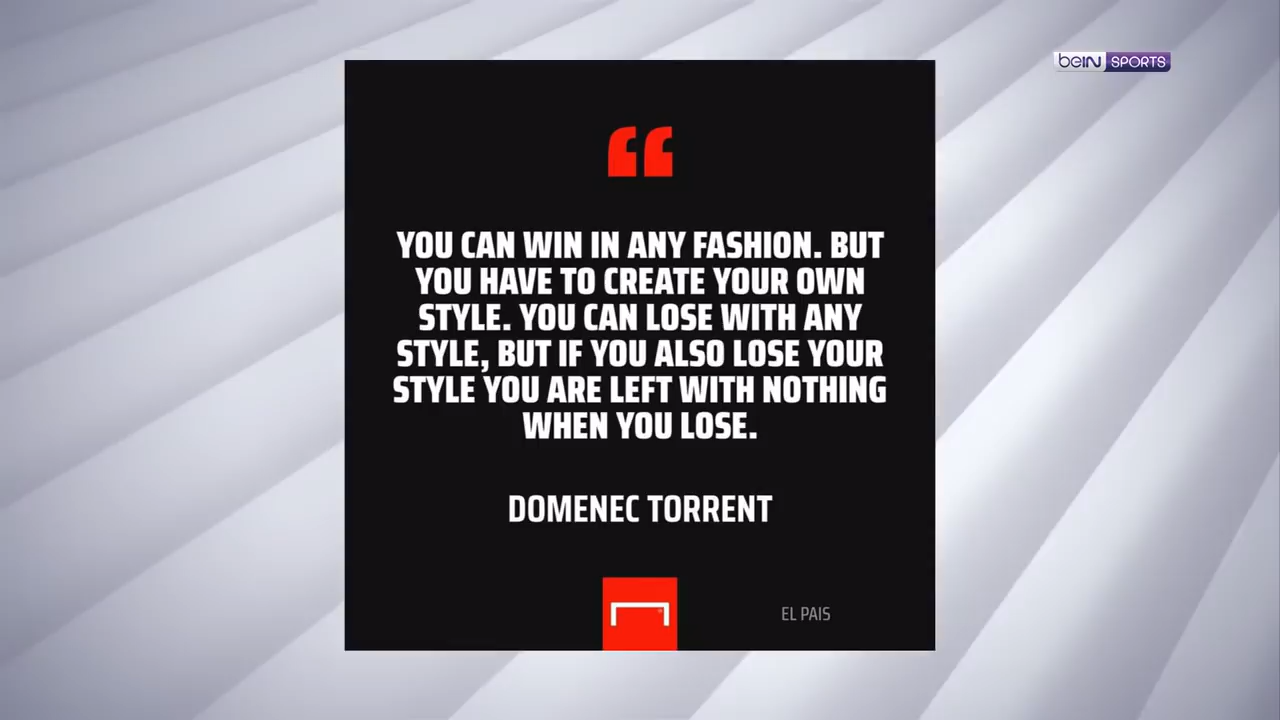 beIN SPORTS
YOU CAN WIN IN ANY FASHION. BUT
YOU HAVE TO CREATE YOUR OWN
STYLE. YOU CAN LOSE WITH ANY
STYLE, BUT IF YOU ALSO LOSE YOUR
STYLE YOU ARE LEFT WITH NOTHING
WHEN YOU LOSE.
DOMENEC TORRENT
EL PAIS